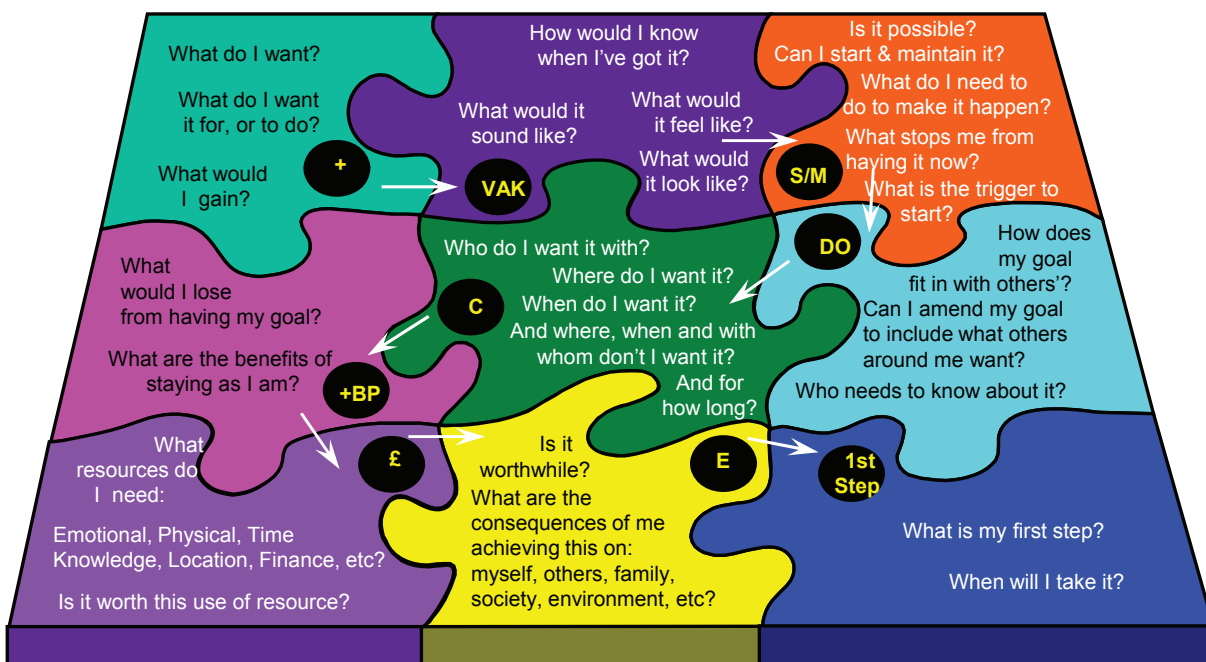 What do I want?
What do I want
it for, or to do?
What would
I gain?
+
How would I know
when I've got it?
What would it
sound like?
What would
it feel like?
What would
it look like?
VAK
Is it possible?
Can I start & maintain it?
What do I need to
do to make it happen?
What stops me from
having it now?
What is the trigger to
start?
S/M
DO
How does
my goal
fit in with others'?
Can I amend my goal
to include what others
around me want?
Who needs to know about it?
Who do I want it with?
Where do I want it?
When do I want it?
And where, when and with
whom don't I want it?
And for
how long?
C
What
would I lose
from having my goal?
What are the benefits of
staying as I am?
+BP
What
resources do
I need:
Emotional, Physical, Time
Knowledge, Location, Finance, etc?
Is it worth this use of resource?
£
Is it
worthwhile?
What are the
consequences of me
achieving this on:
myself, others, family,
society, environment, etc?
E
1st
Step
What is my first step?
When will I take it?